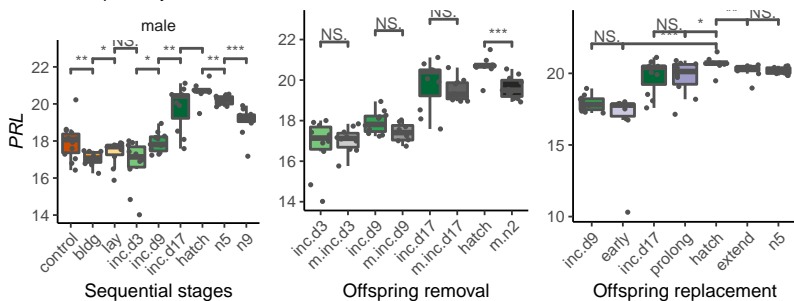 male
PRL
22
20
18
16
14
** * NS. * ** NS. ** ***
control bldg lay inc.d3 inc.d9 inc.d17 hatch n5 n9
Sequential stages
22
20
18
16
14
NS. NS. NS. ***
inc.d3 m.inc.d3 inc.d9 m.inc.d9 inc.d17 m.inc.d17 hatch m.n2
Offspring removal
20
15
10
NS. *** NS. * ** NS.
inc.d9 early inc.d17 prolong hatch extend n5
Offspring replacement